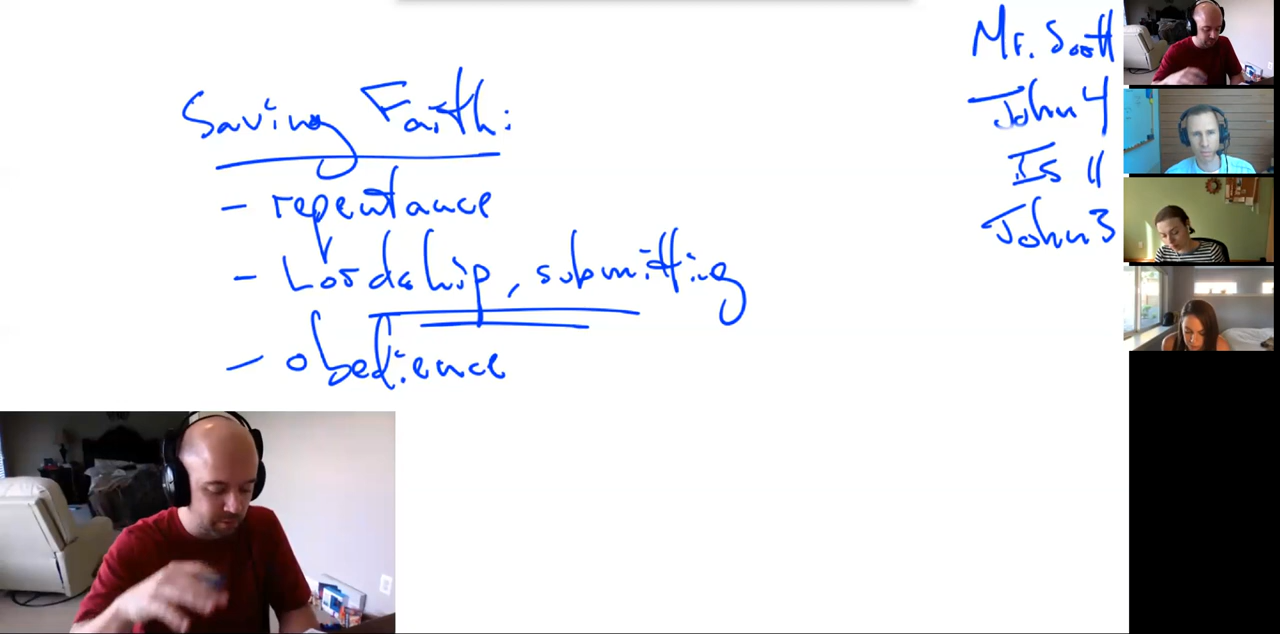 Saving Faith:
- repentance
- Lordship, submitting
- obedience
Mr. Scott
John 4
Is 11
John 3